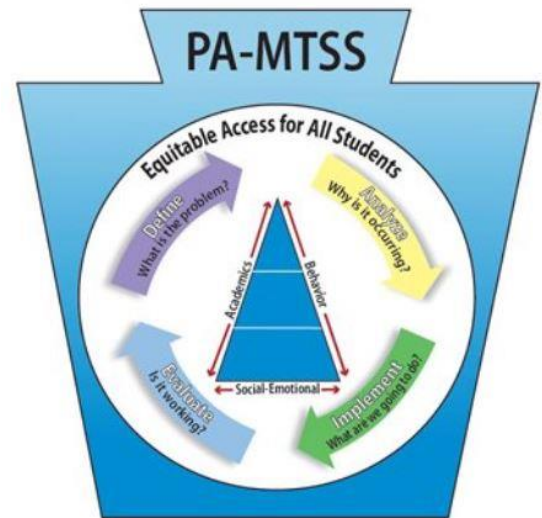 PA-MTSS
Equitable Access for All Students
Define
What is the problem?
Analyze
Why is it occurring?
Implement
What are we going to do?
Evaluate
Is it working?
Academics
Behavior
Social-Emotional